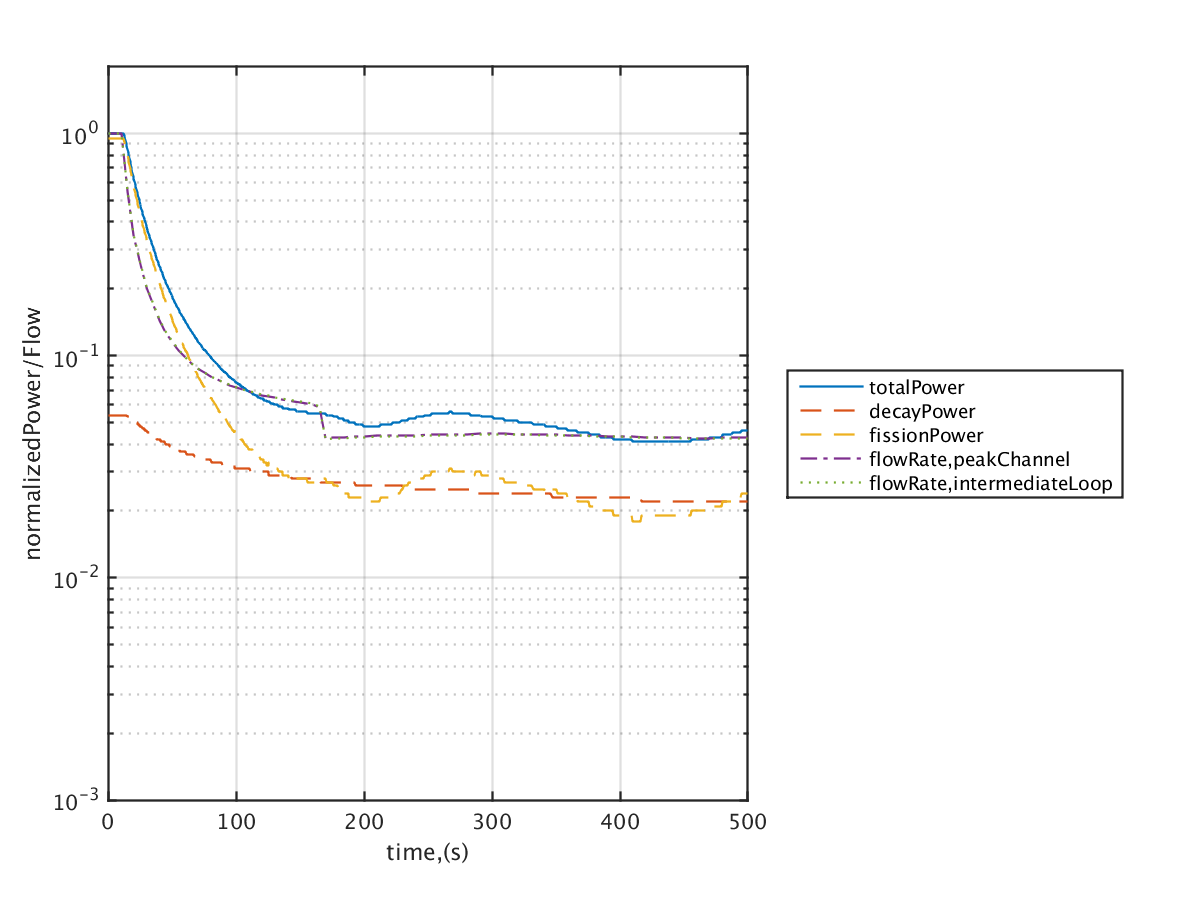 10^0
10^-1
10^-2
10^-3
normalizedPower/Flow
0 100 200 300 400 500
time,(s)
totalPower
decayPower
fissionPower
flowRate,peakChannel
flowRate,intermediateLoop